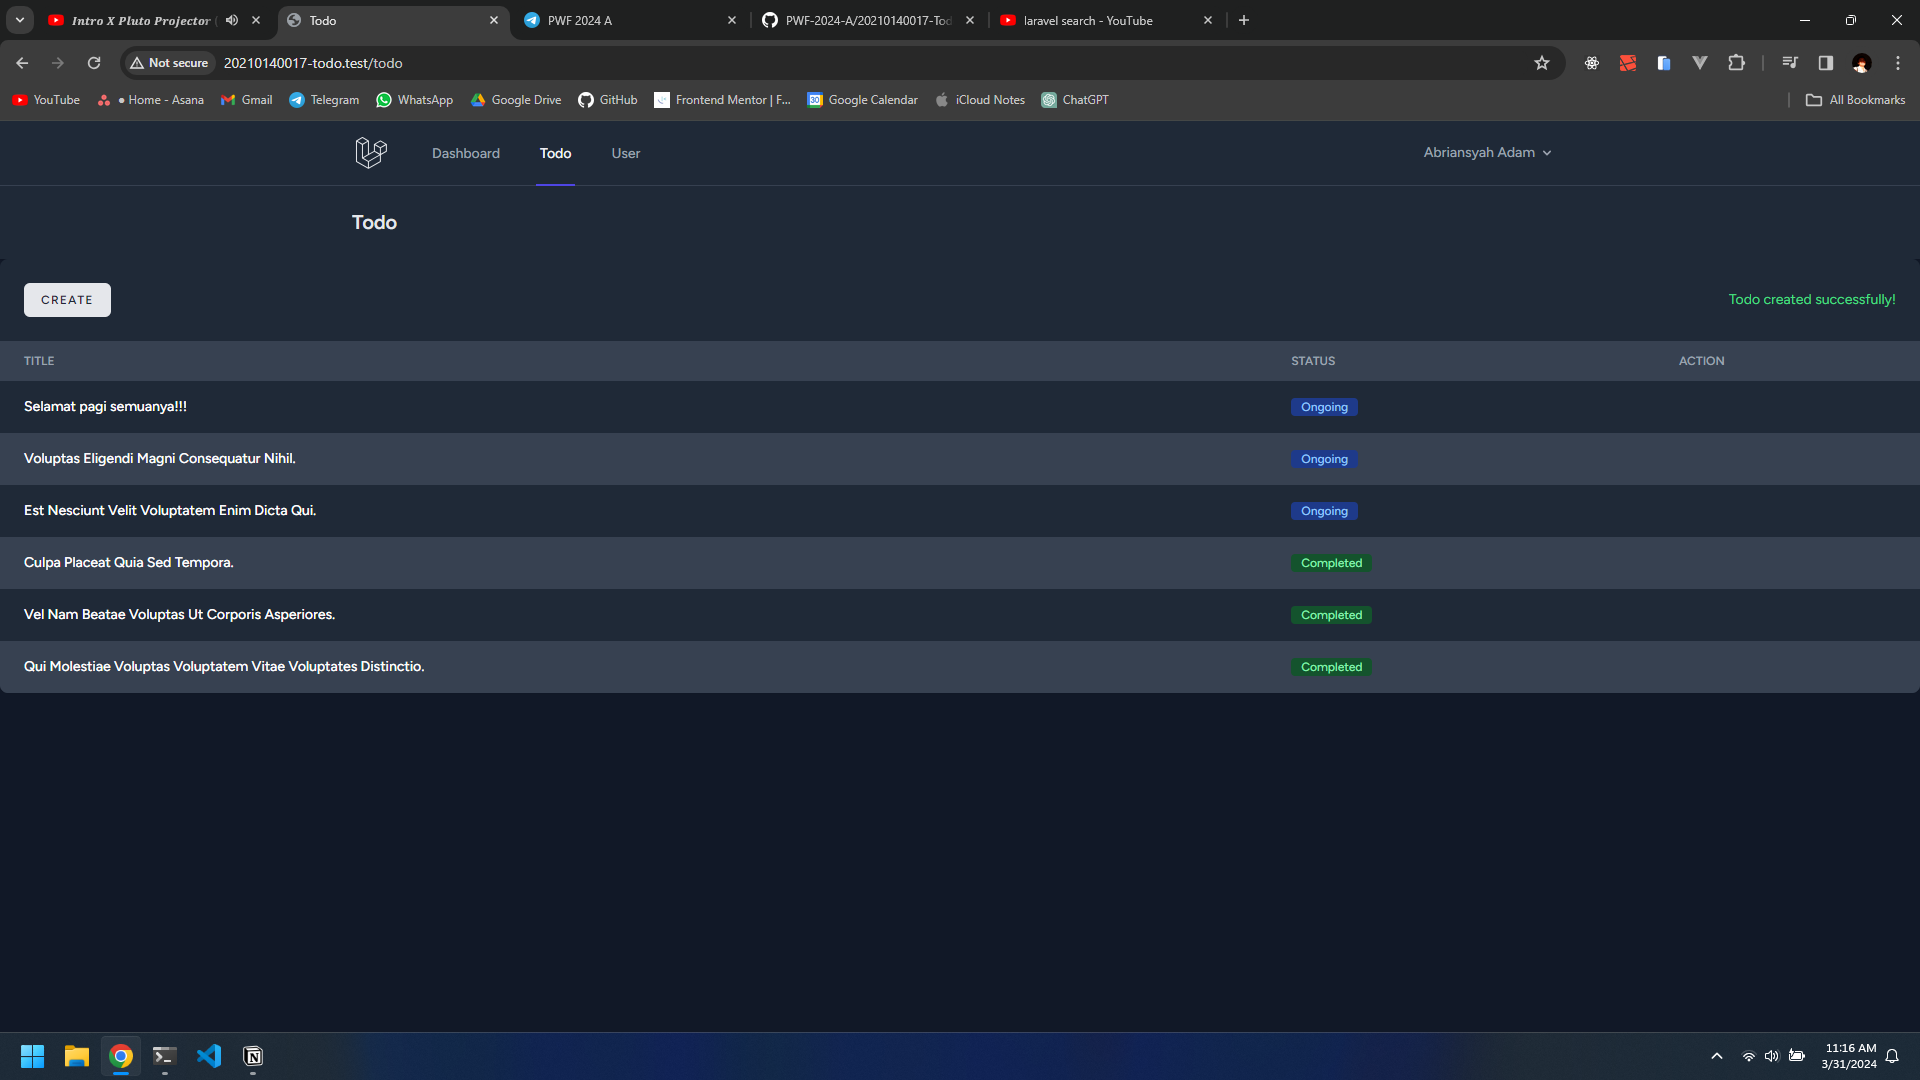 Intro X Pluto Projector (
Todo
PWF 2024 A
PWF-2024-A/20210140017-Tod
laravel search - YouTube
Not secure
20210140017-todo.test/todo
YouTube
● Home - Asana
Gmail
Telegram
WhatsApp
Google Drive
GitHub
Frontend Mentor | F...
Google Calendar
iCloud Notes
ChatGPT
All Bookmarks
Dashboard
Todo
User
Abriansyah Adam
Todo
CREATE
Todo created successfully!
TITLE
STATUS
ACTION
Selamat pagi semuanya!!!
Ongoing
Voluptas Eligendi Magni Consequatur Nihil.
Ongoing
Est Nesciunt Velit Voluptatem Enim Dicta Qui.
Ongoing
Culpa Placeat Quia Sed Tempora.
Completed
Vel Nam Beatae Voluptas Ut Corporis Asperiores.
Completed
Qui Molestiae Voluptas Voluptatem Vitae Voluptates Distinctio.
Completed
11:16 AM
3/31/2024